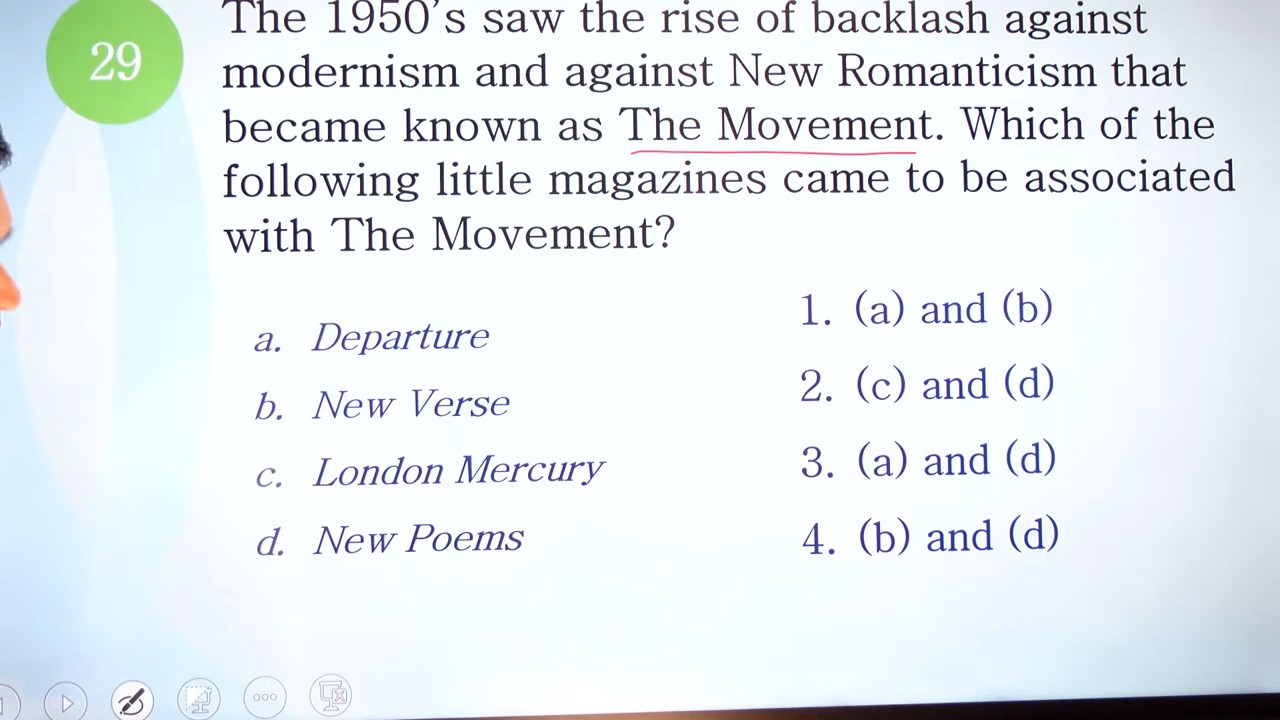 29
The 1950's saw the rise of backlash against
modernism and against New Romanticism that
became known as The Movement. Which of the
following little magazines came to be associated
with The Movement?
a. Departure
b. New Verse
c. London Mercury
d. New Poems
1. (a) and (b)
2. (c) and (d)
3. (a) and (d)
4. (b) and (d)